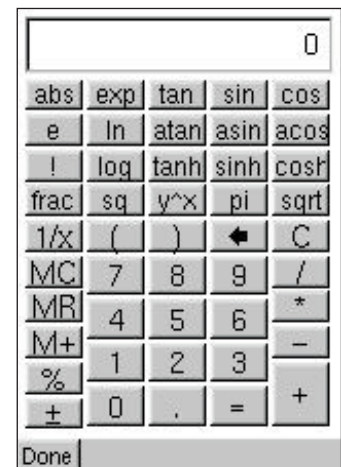 0
abs exp tan sin cos
e ln atan asin acos
! log tanh sinh cosh
frac sq y^x pi sqrt
1/x ( ) C
MC 7 8 9 /
MR 4 5 6 *
M+ 1 2 3 –
% 0 . = +
±
Done